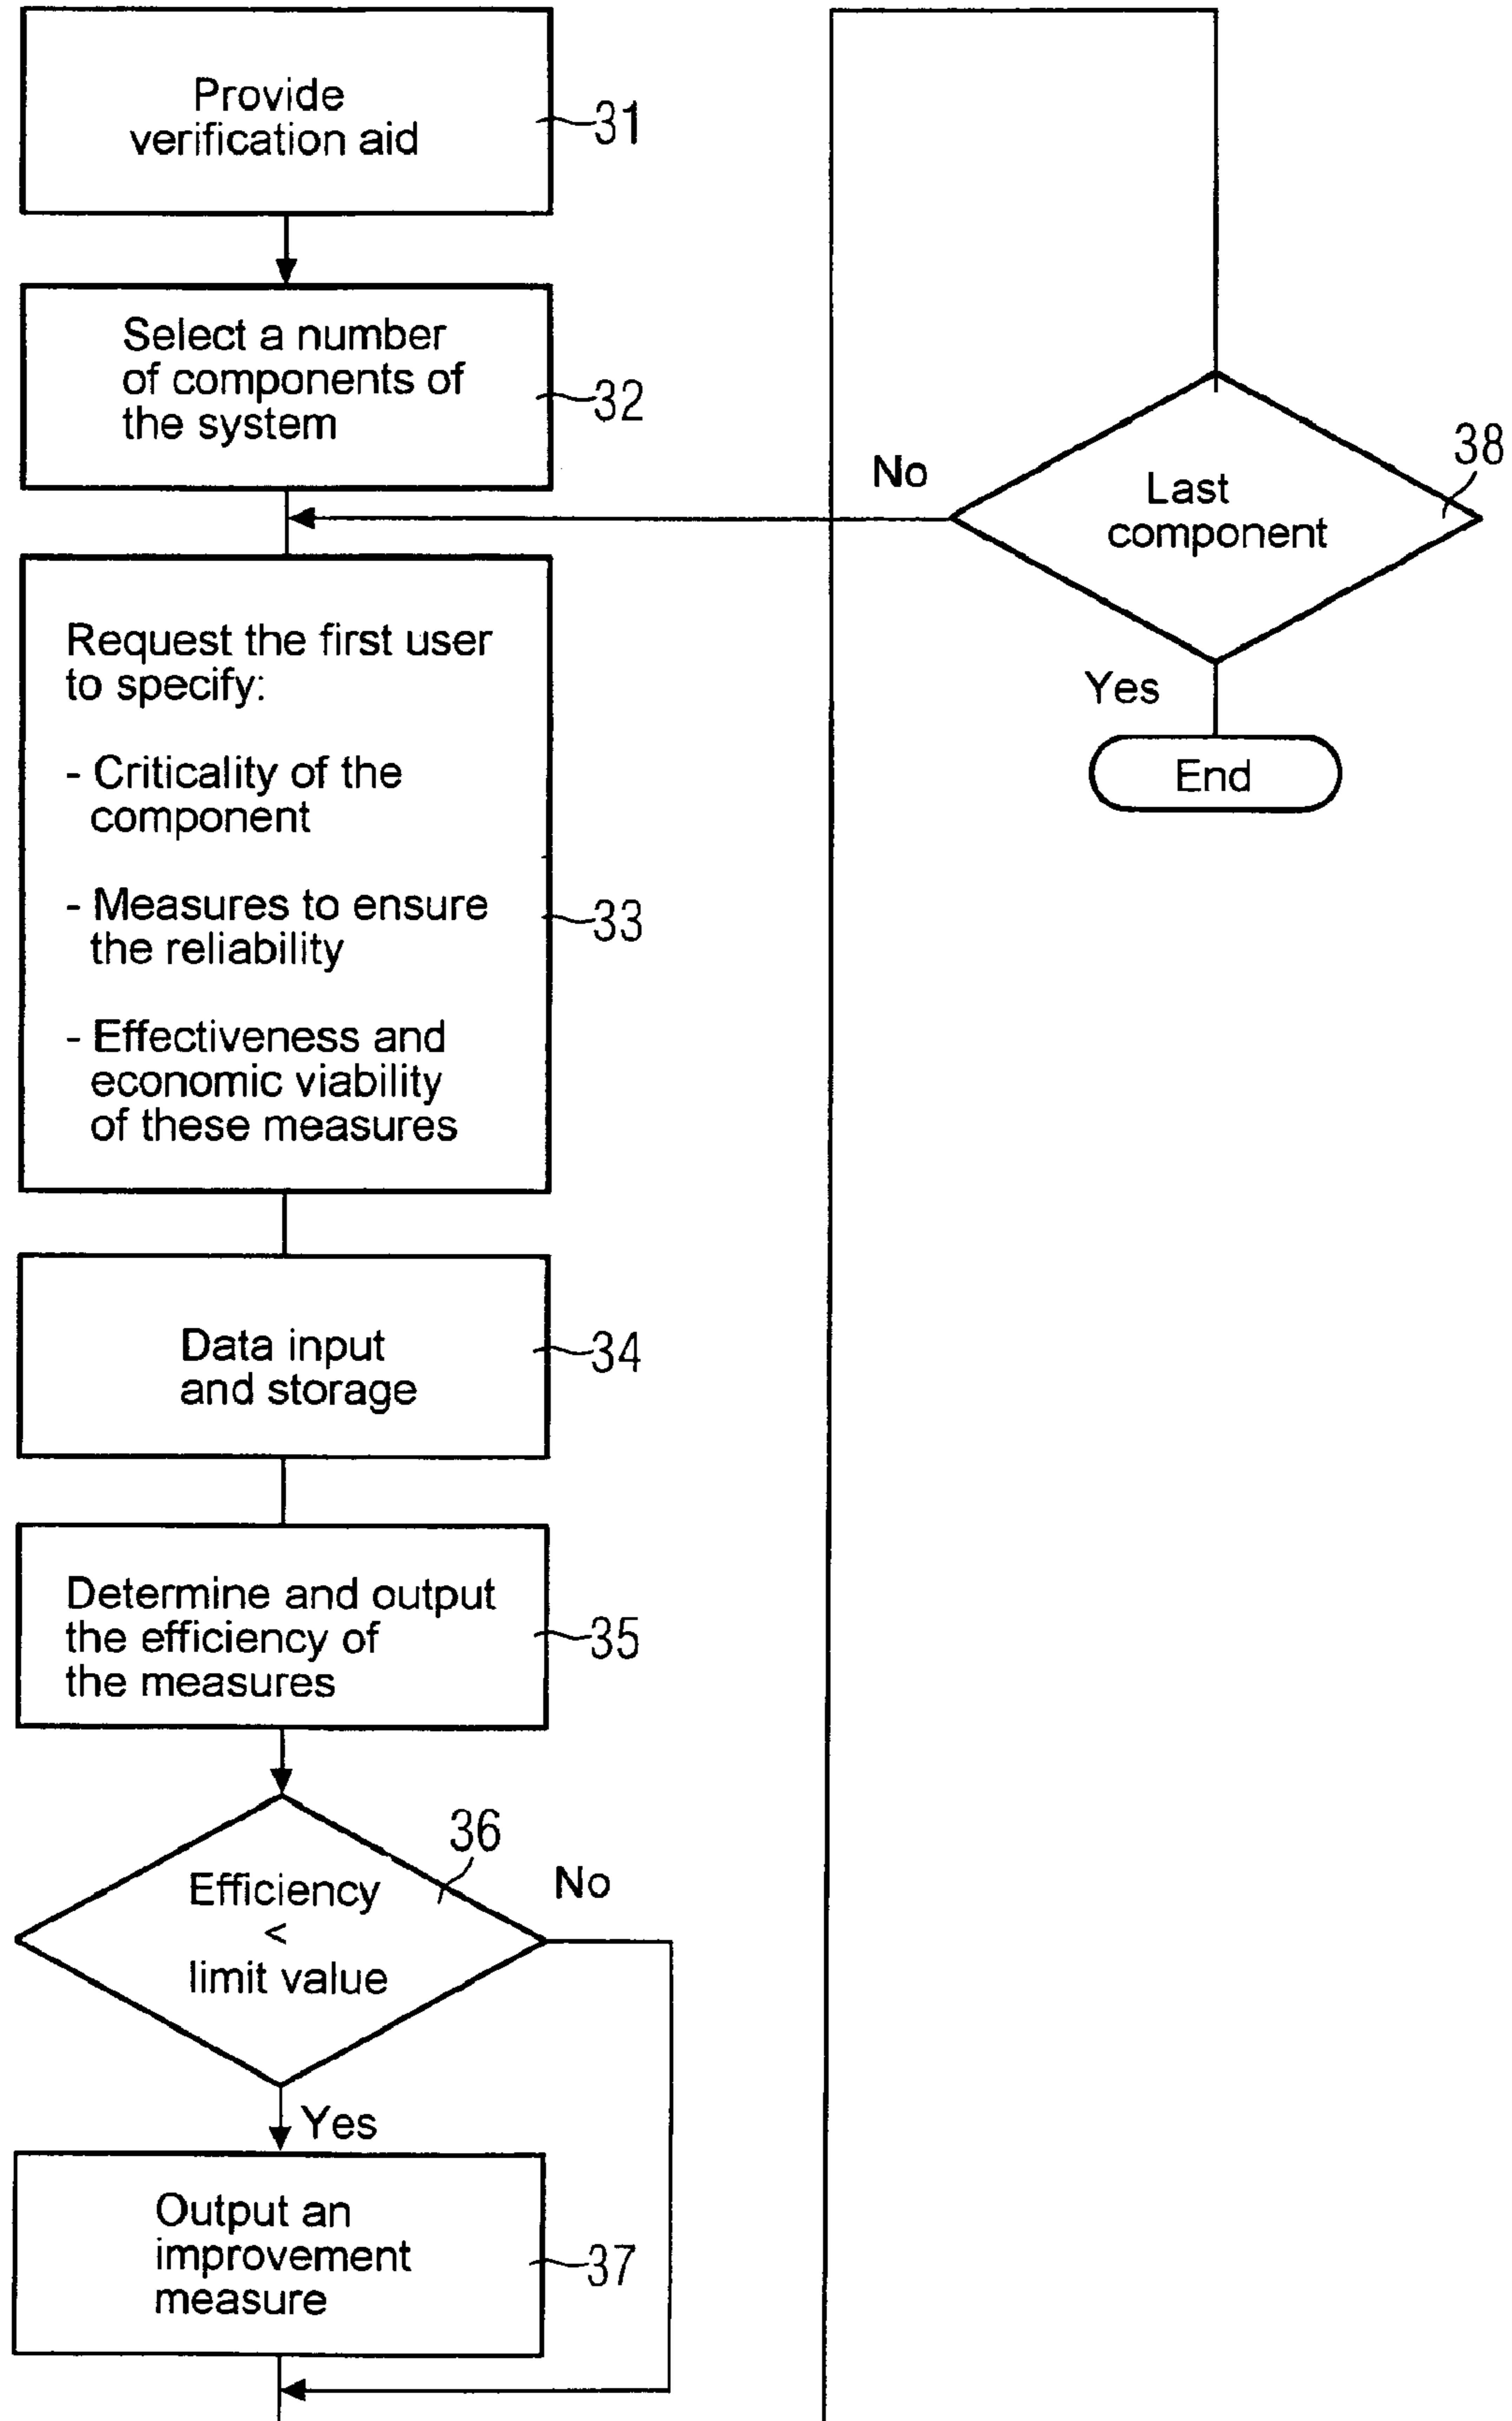 Provide
verification aid
31
Select a number
of components of
the system
32
Request the first user
to specify:
- Criticality of the
component
- Measures to ensure
the reliability
- Effectiveness and
economic viability
of these measures
33
Data input
and storage
34
Determine and output
the efficiency of
the measures
35
Efficiency
<
limit value
36
No
Yes
Output an
improvement
measure
37
Last
component
38
No
Yes
End